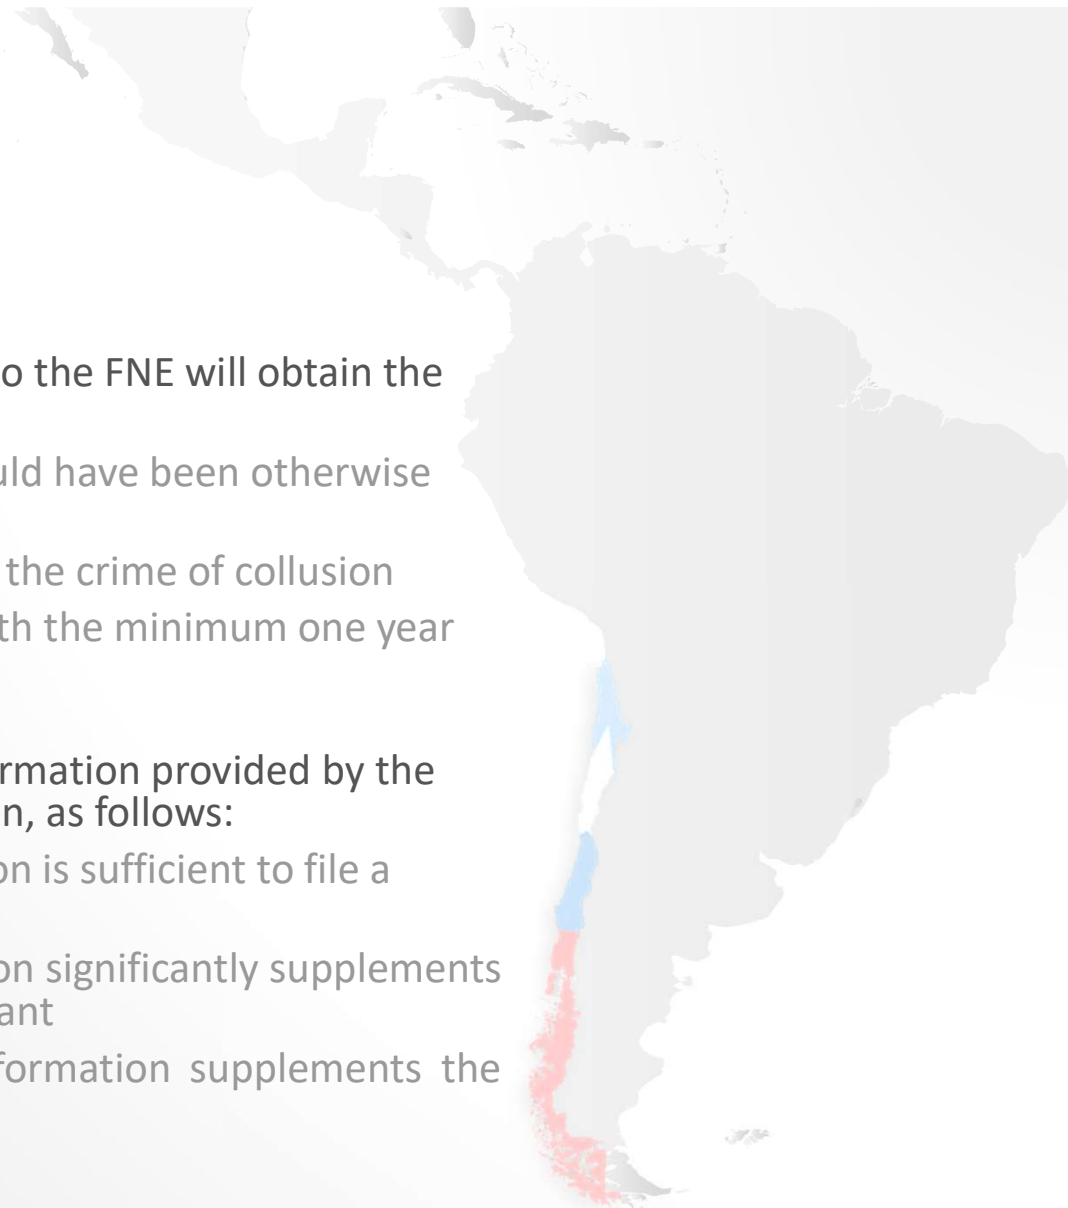 o the FNE will obtain the
uld have been otherwise
the crime of collusion
th the minimum one year
rmation provided by the
n, as follows:
on is sufficient to file a
on significantly supplements
ant
formation supplements the